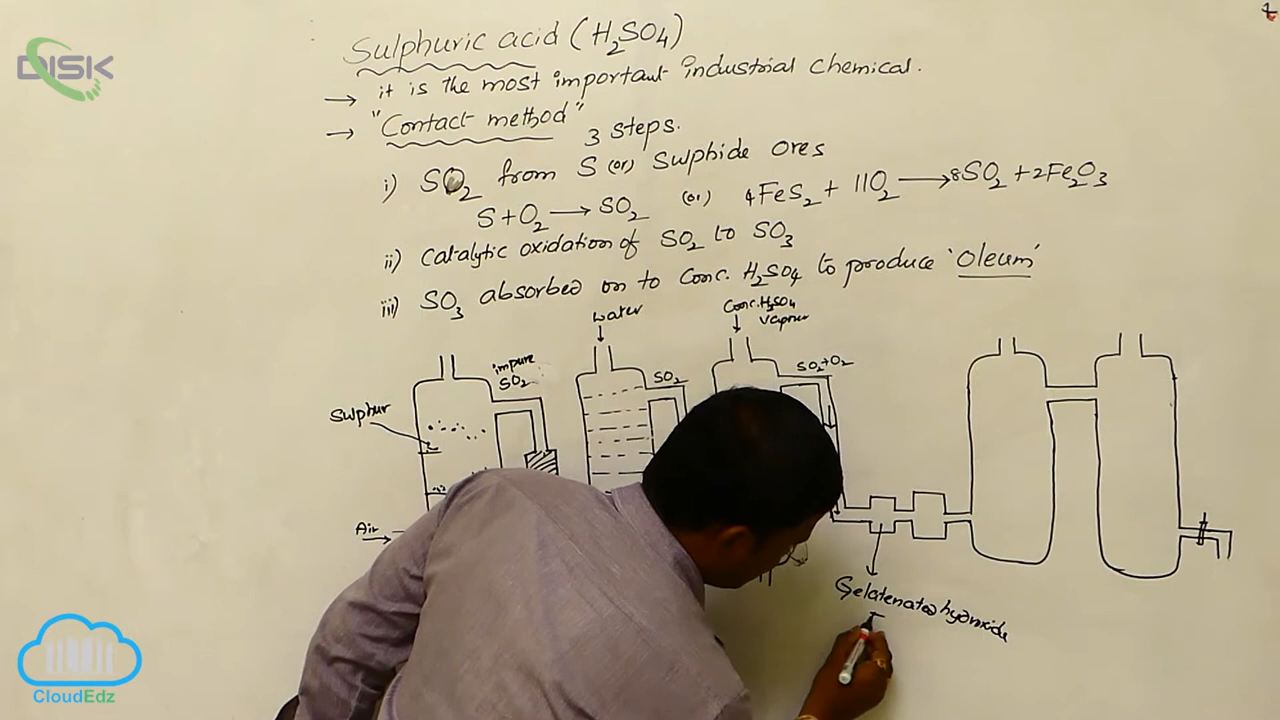 DISK
Sulphuric acid (H2SO4)
→ it is the most important industrial chemical.
→ "Contact method"
3 steps.
i) SO2 from S (or) Sulphide ores
S + O2 → SO2 (or) 4FeS2 + 11O2 → 8SO2 + 2Fe2O3
ii) Catalytic oxidation of SO2 to SO3
iii) SO3 absorbed on to Conc. H2SO4 to produce 'Oleum'
water
Conc. H2SO4
Vapour
impure
SO2
SO2
SO2+O2
Sulphur
Air
Gelatenated hydroxide
CloudEdz